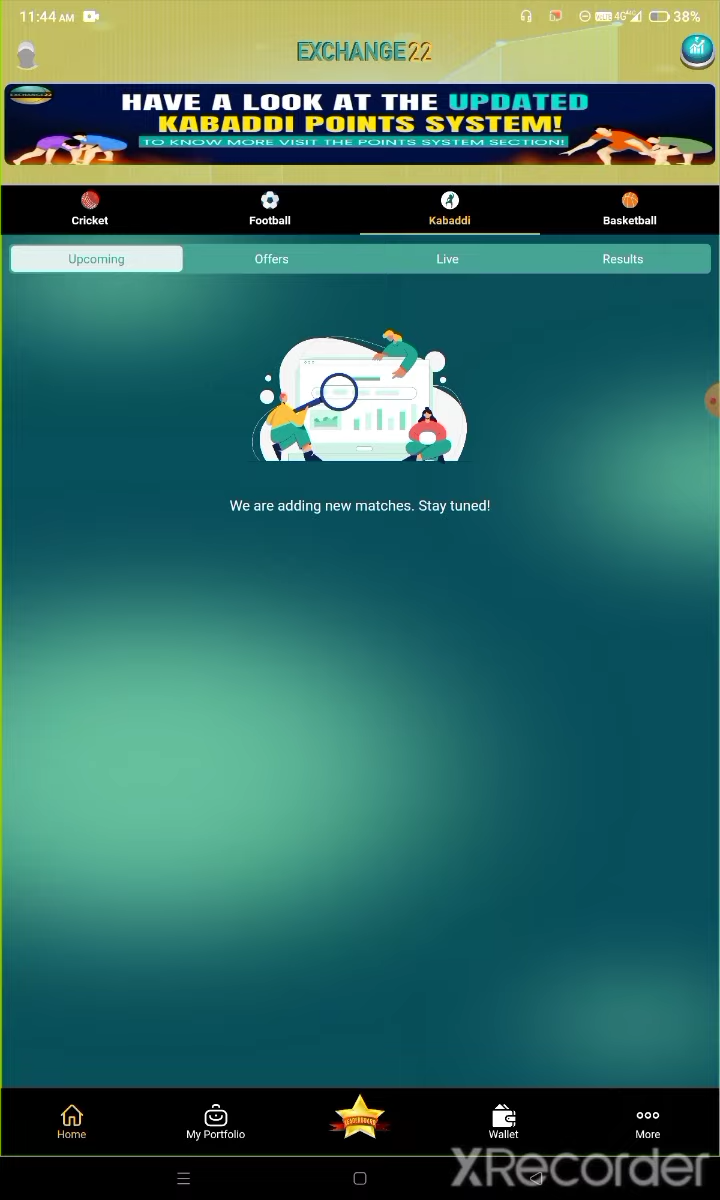 11:44 AM
4G
38%
EXCHANGE22
HAVE A LOOK AT THE UPDATED
KABADDI POINTS SYSTEM!
TO KNOW MORE VISIT THE POINTS SYSTEM SECTION!
Cricket
Football
Kabaddi
Basketball
Upcoming
Offers
Live
Results
We are adding new matches. Stay tuned!
LEADERBOARD
Home
My Portfolio
Wallet
More
XRecorder